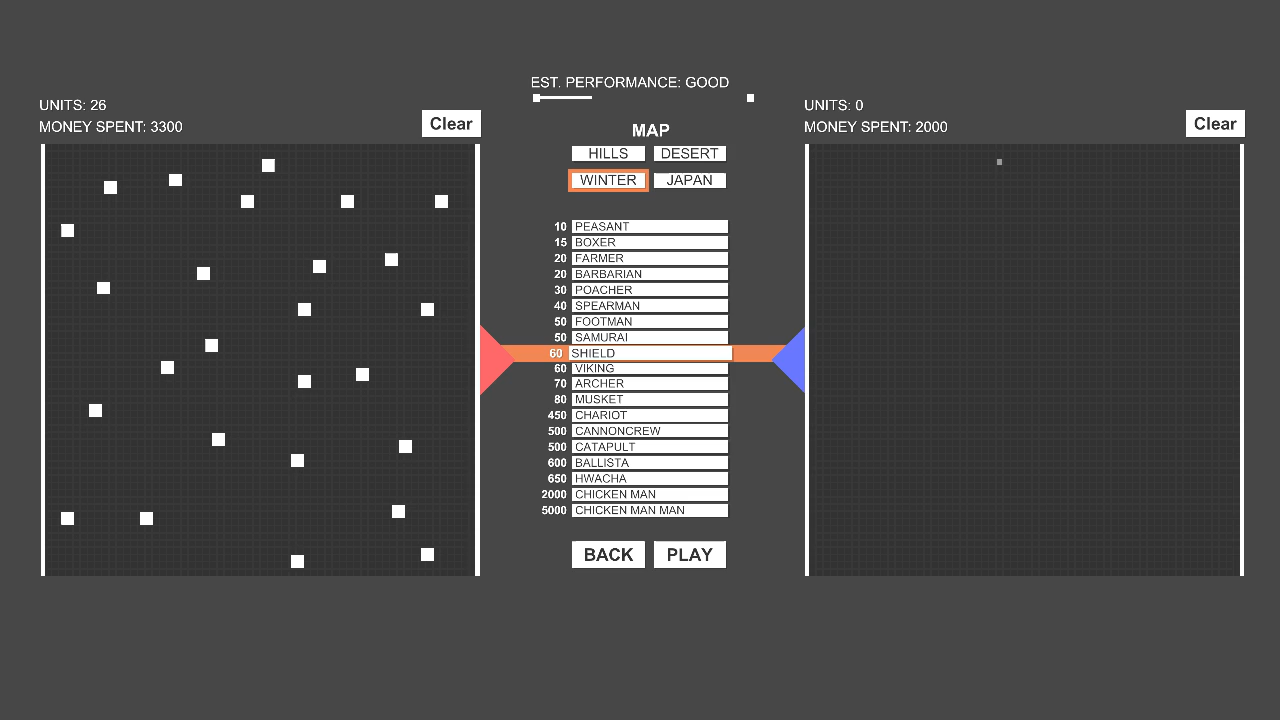 EST. PERFORMANCE: GOOD
UNITS: 26
MONEY SPENT: 3300
Clear
UNITS: 0
MONEY SPENT: 2000
Clear
MAP
HILLS DESERT
WINTER JAPAN
10 PEASANT
15 BOXER
20 FARMER
20 BARBARIAN
30 POACHER
40 SPEARMAN
50 FOOTMAN
50 SAMURAI
60 SHIELD
60 VIKING
70 ARCHER
80 MUSKET
450 CHARIOT
500 CANNONCREW
500 CATAPULT
600 BALLISTA
650 HWACHA
2000 CHICKEN MAN
5000 CHICKEN MAN MAN
BACK PLAY